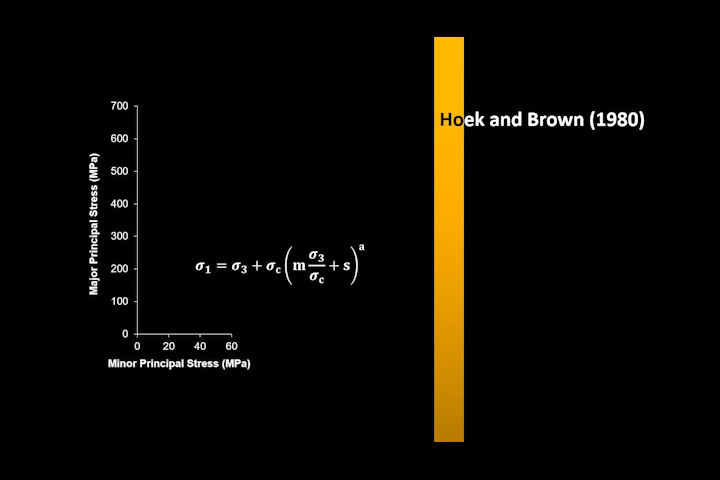 Hoek and Brown (1980)
700
600
500
400
300
200
100
0
Major Principal Stress (MPa)
σ₁ = σ₃ + σc(m σ₃/σc + s)ᵃ
0 20 40 60
Minor Principal Stress (MPa)